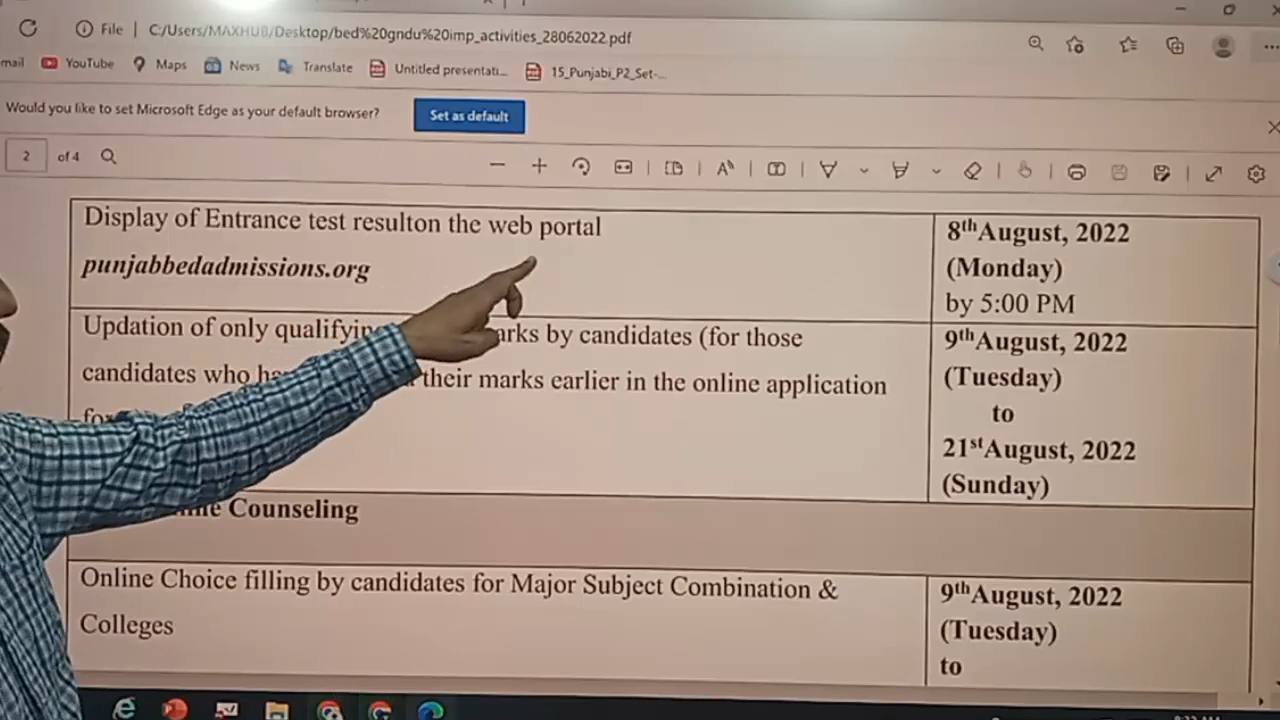 File | C:/Users/MAXHUB/Desktop/bed%20gndu%20imp_activities_28062022.pdf
mail YouTube Maps News Translate Untitled presentati... 15_Punjabi_P2_Set-...
Would you like to set Microsoft Edge as your default browser? Set as default
2 of 4
Display of Entrance test resulton the web portal
punjabbedadmissions.org
8th August, 2022
(Monday)
by 5:00 PM
Updation of only by candidates (for those
candidates who their marks earlier in the online application
9th August, 2022
(Tuesday)
to
21st August, 2022
(Sunday)
Counseling
Online Choice filling by candidates for Major Subject Combination &
Colleges
9th August, 2022
(Tuesday)
to